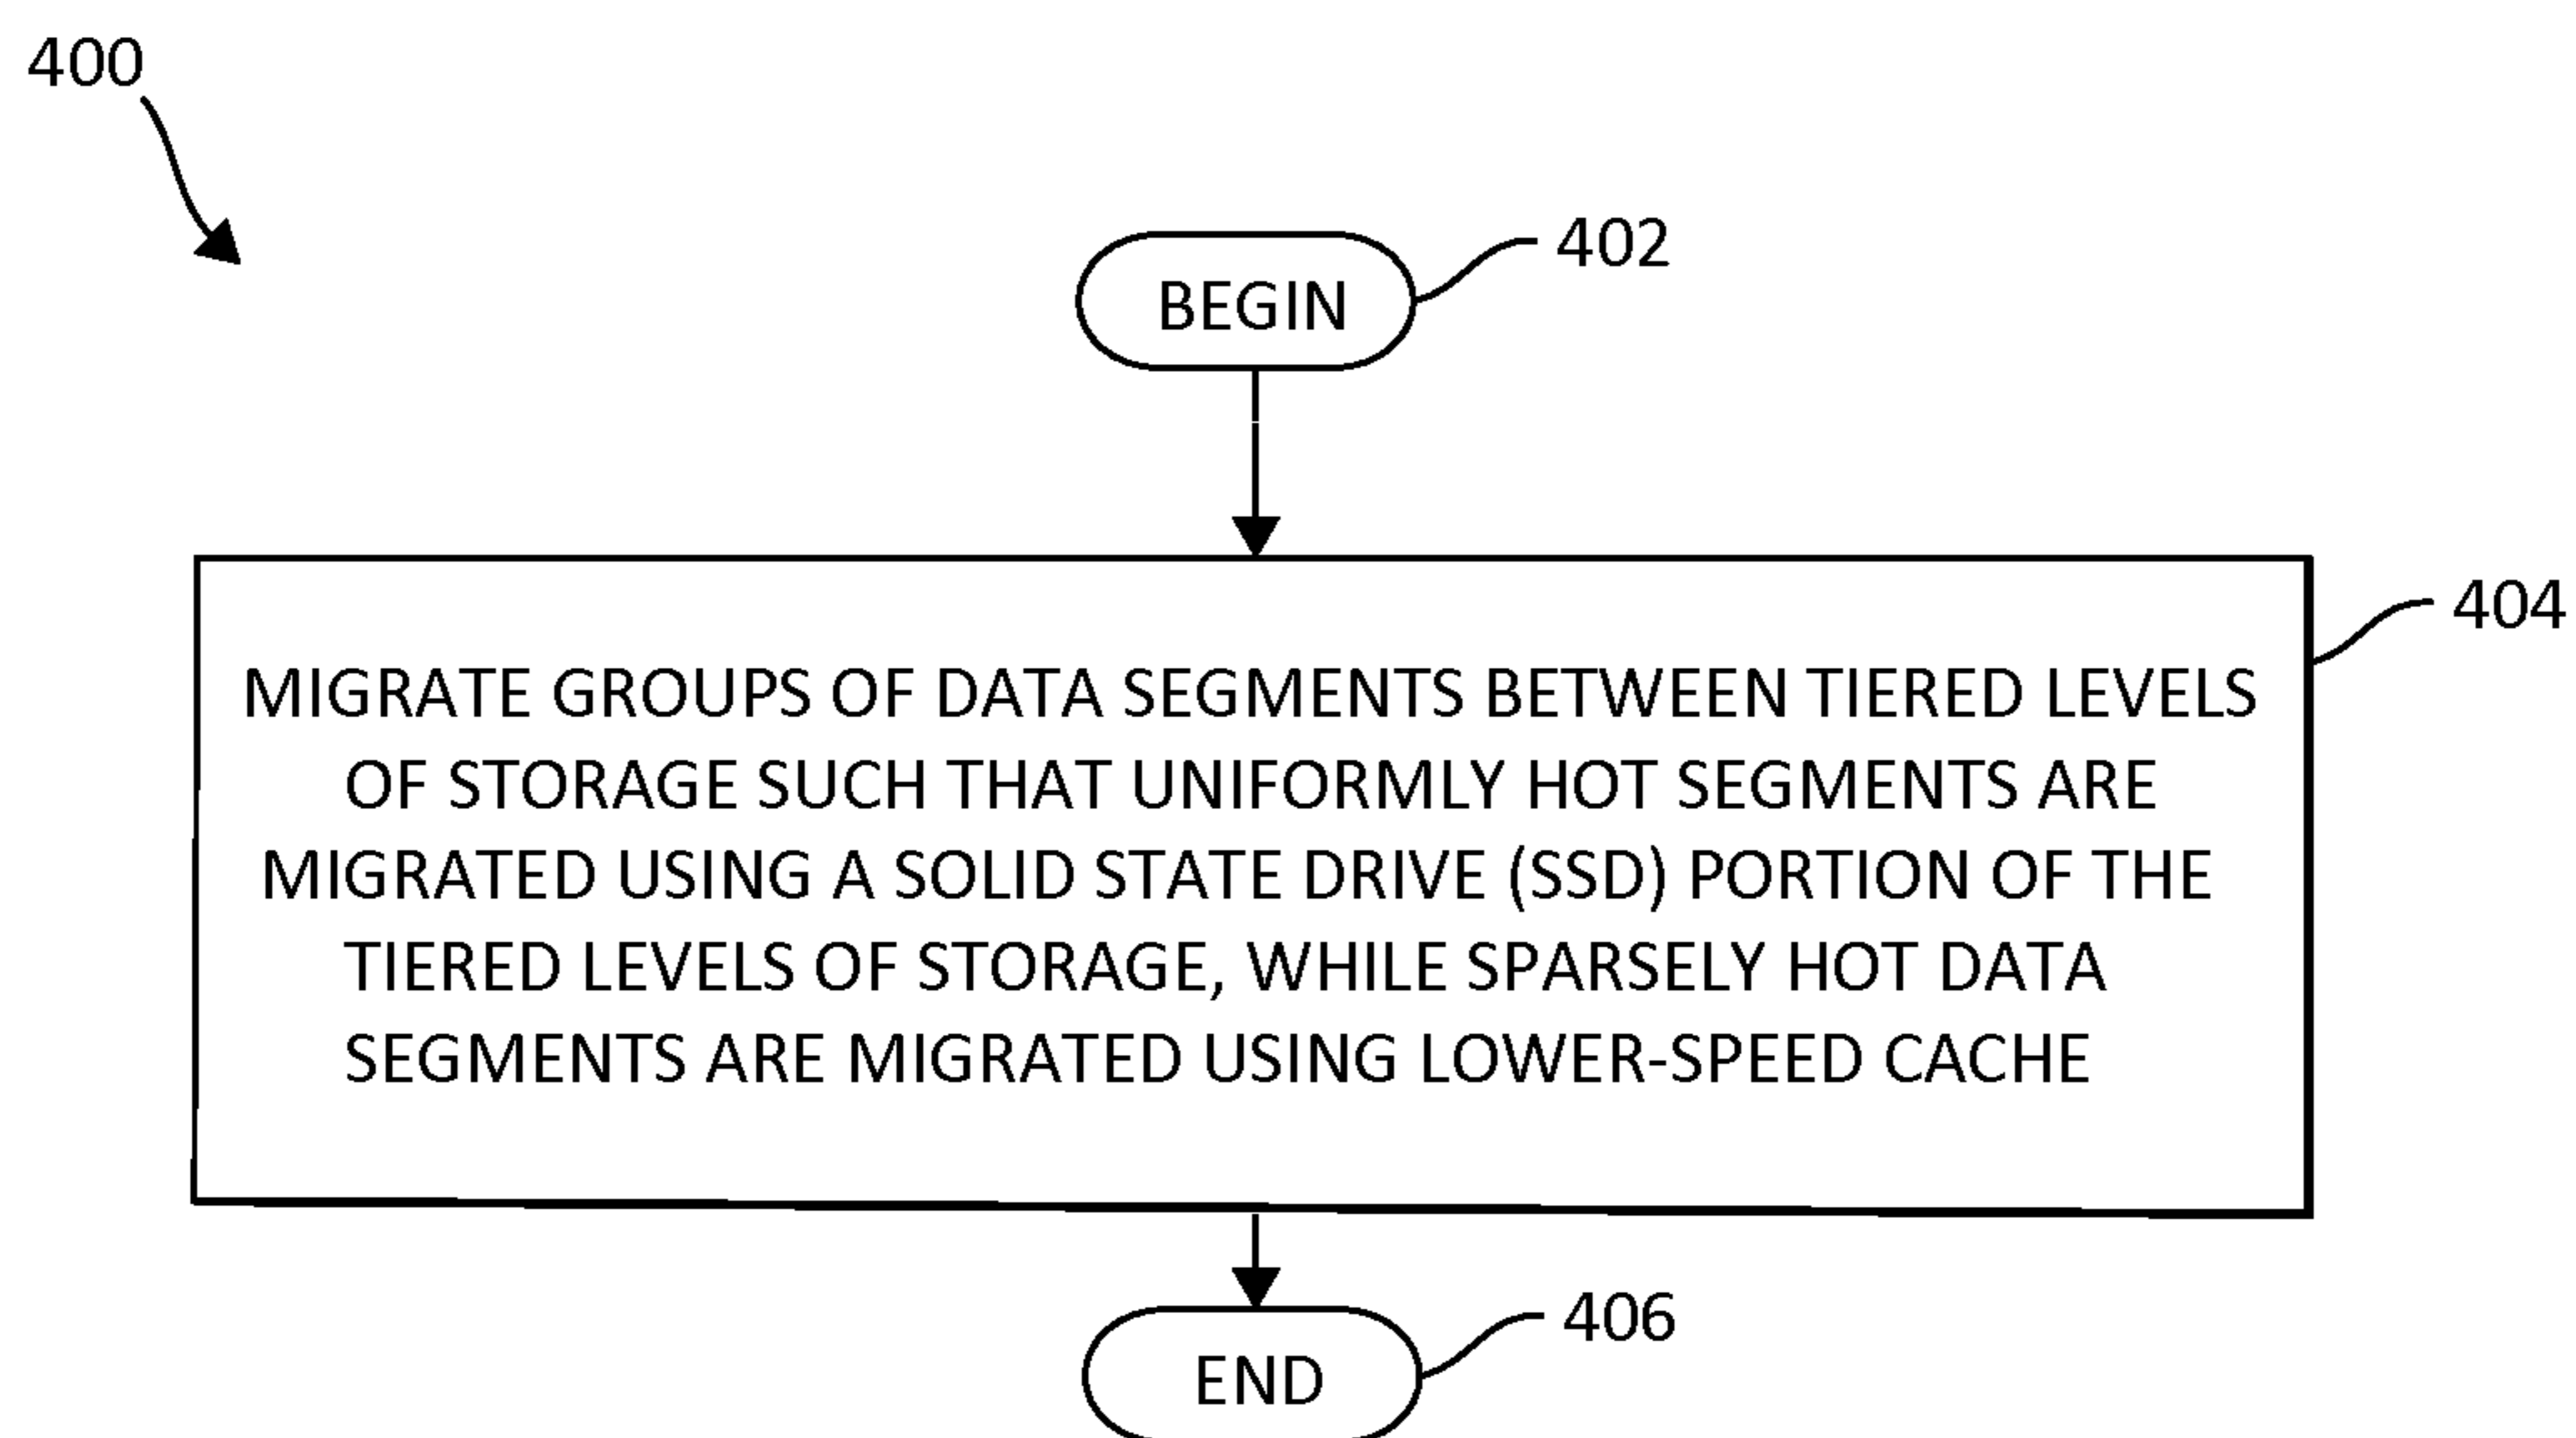 400
402
BEGIN
404
MIGRATE GROUPS OF DATA SEGMENTS BETWEEN TIERED LEVELS
OF STORAGE SUCH THAT UNIFORMLY HOT SEGMENTS ARE
MIGRATED USING A SOLID STATE DRIVE (SSD) PORTION OF THE
TIERED LEVELS OF STORAGE, WHILE SPARSELY HOT DATA
SEGMENTS ARE MIGRATED USING LOWER-SPEED CACHE
406
END